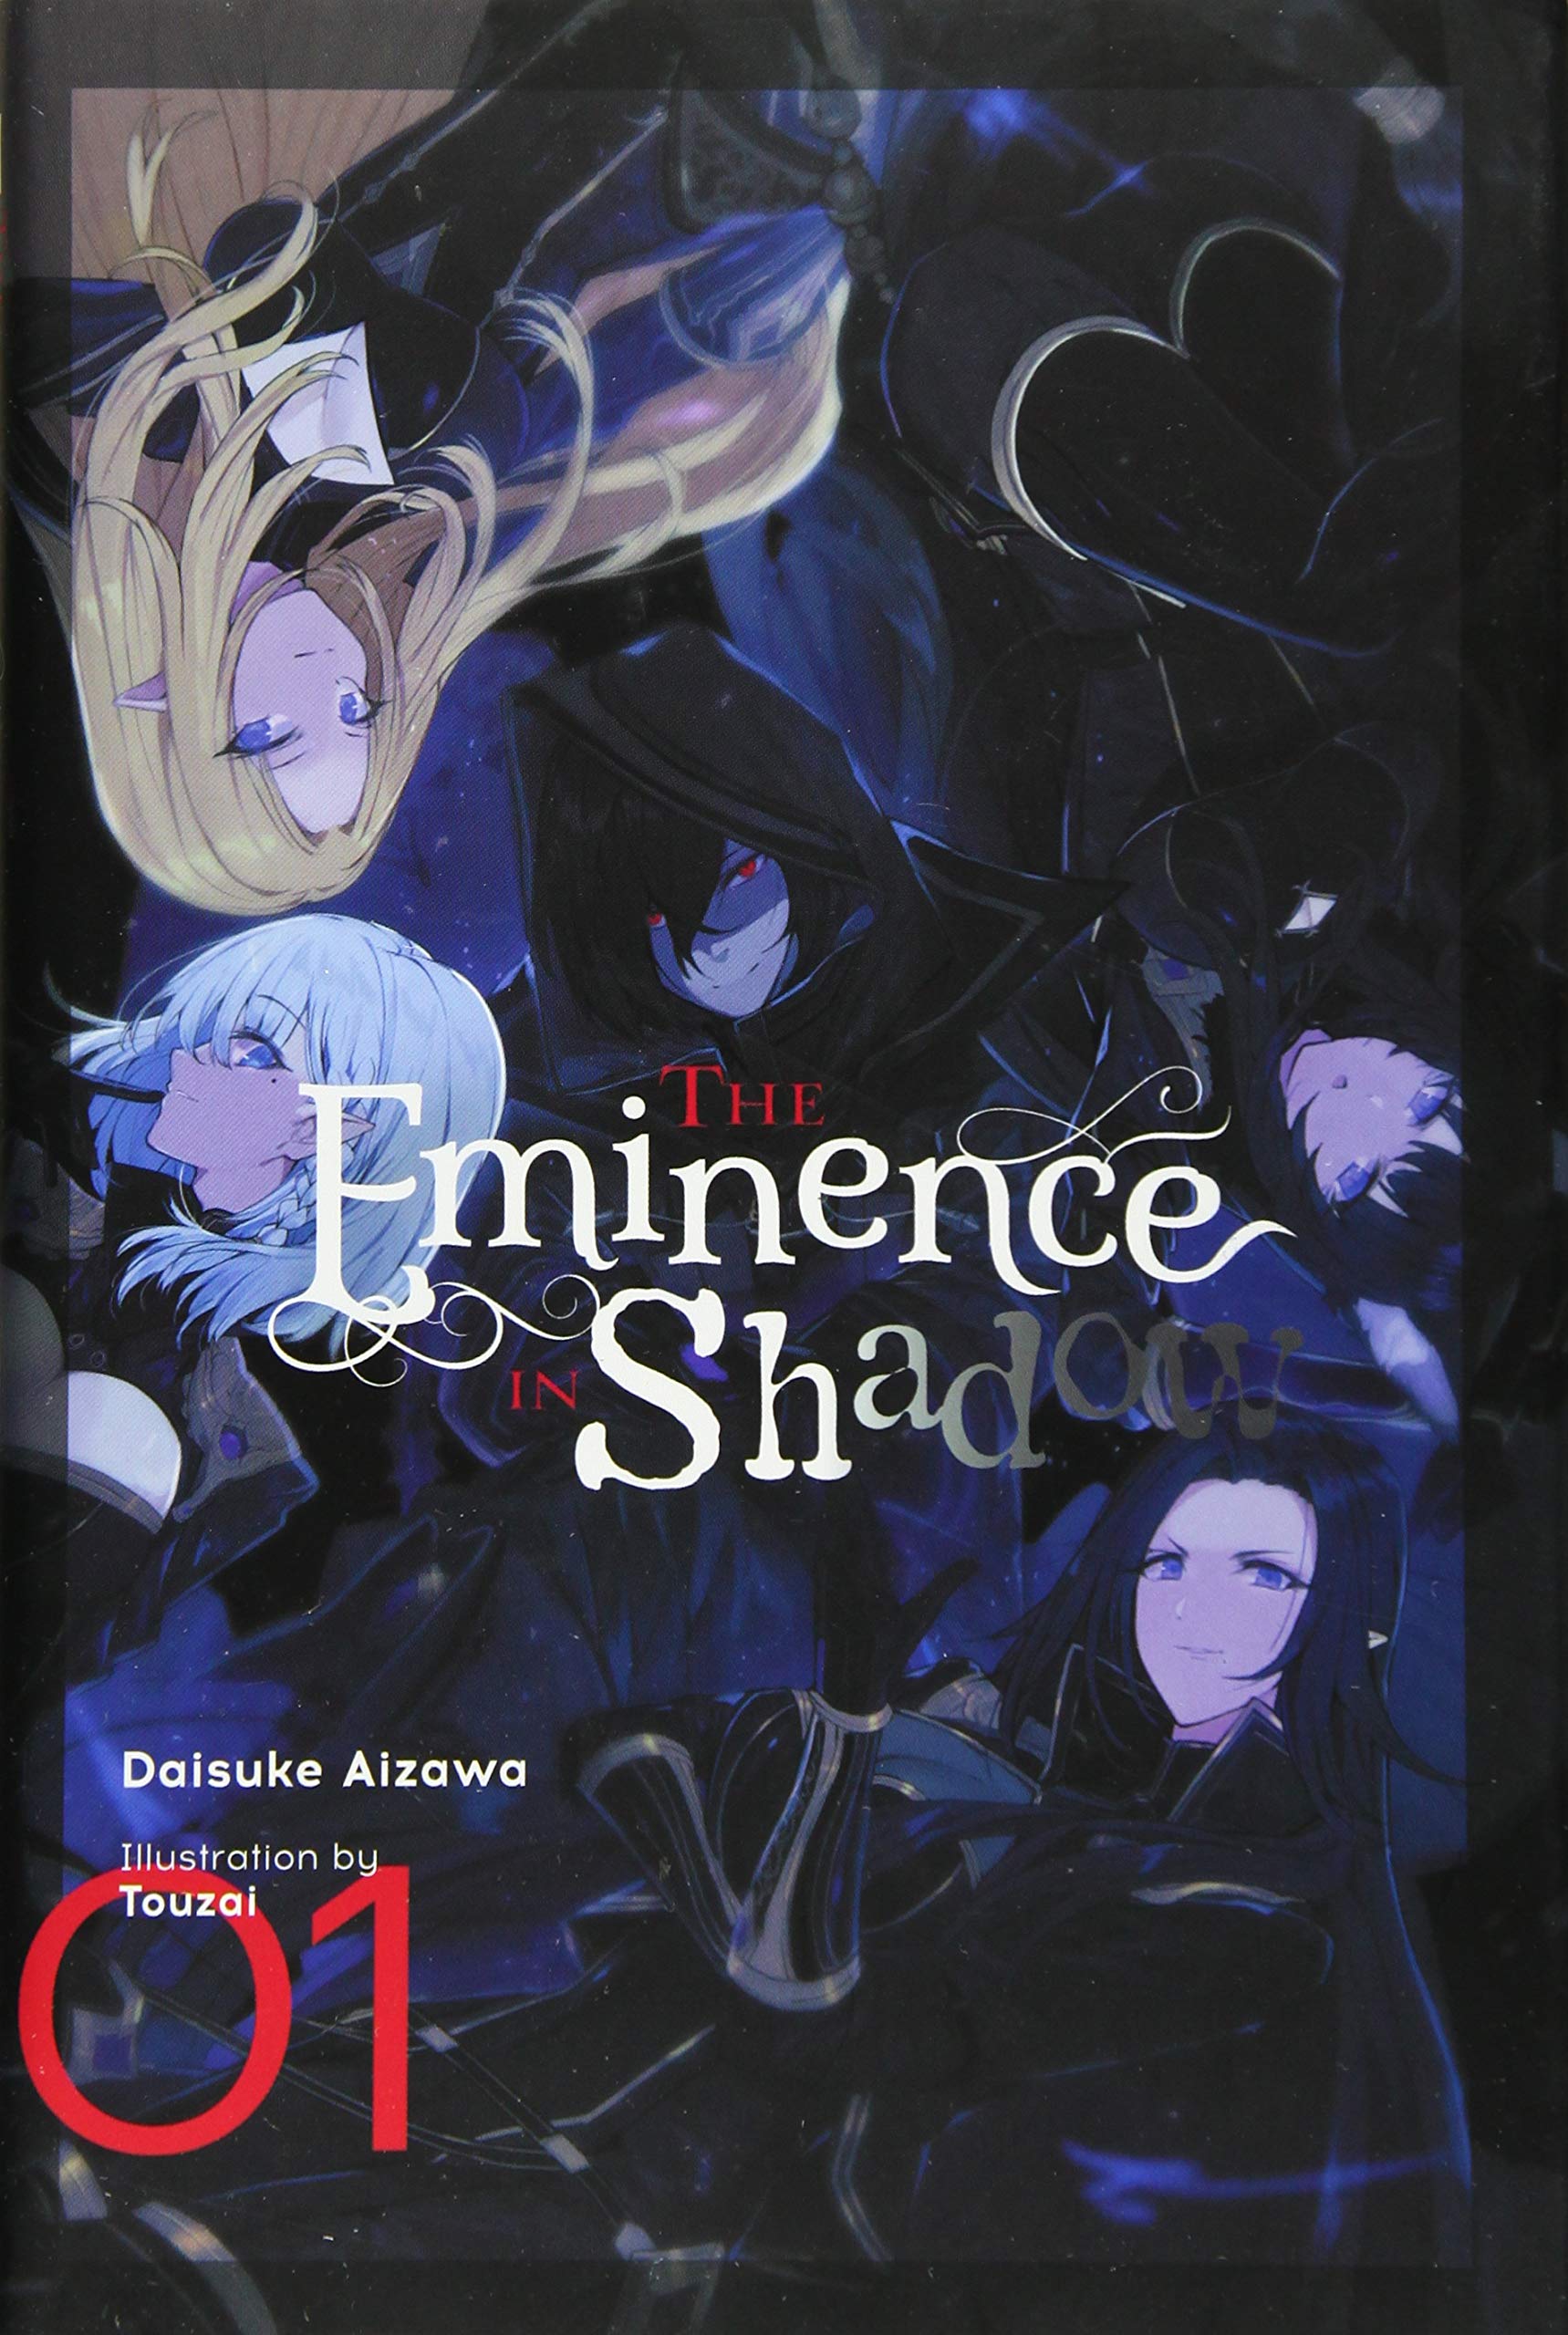 THE
Eminence
IN Shadow
Daisuke Aizawa
Illustration by
Touzai
01